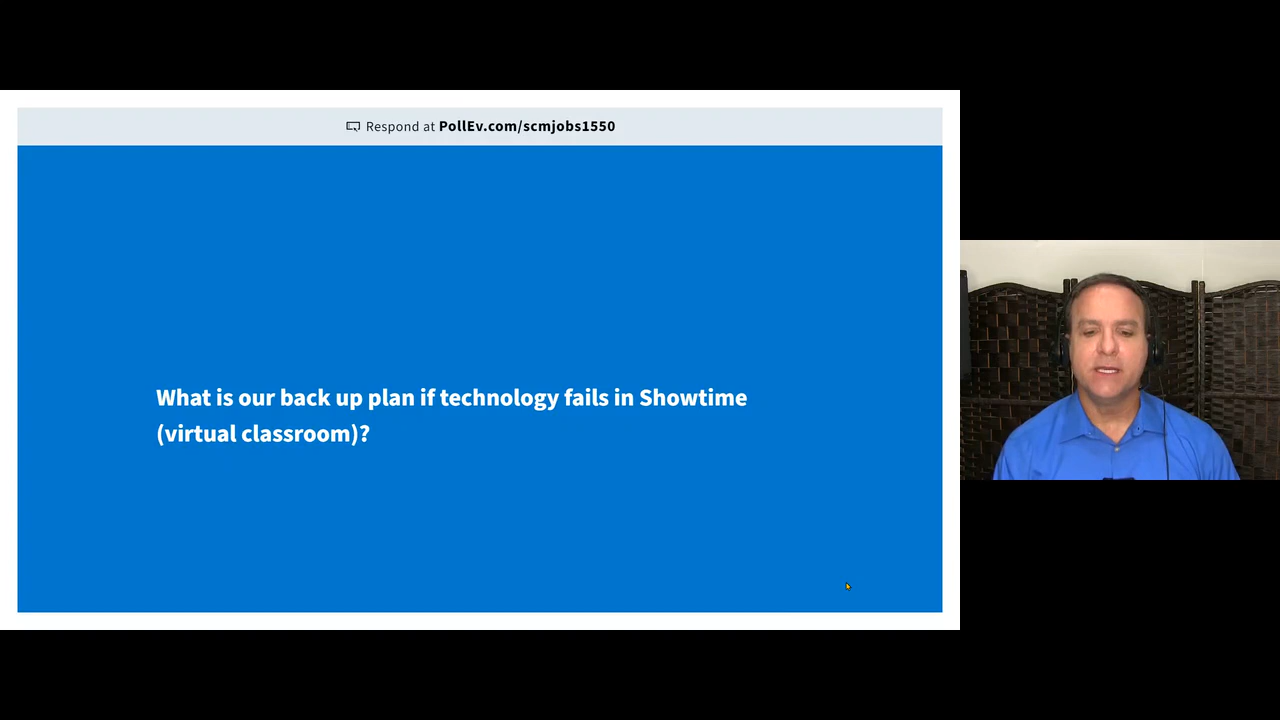 Respond at PollEv.com/scmjobs1550
What is our back up plan if technology fails in Showtime
(virtual classroom)?